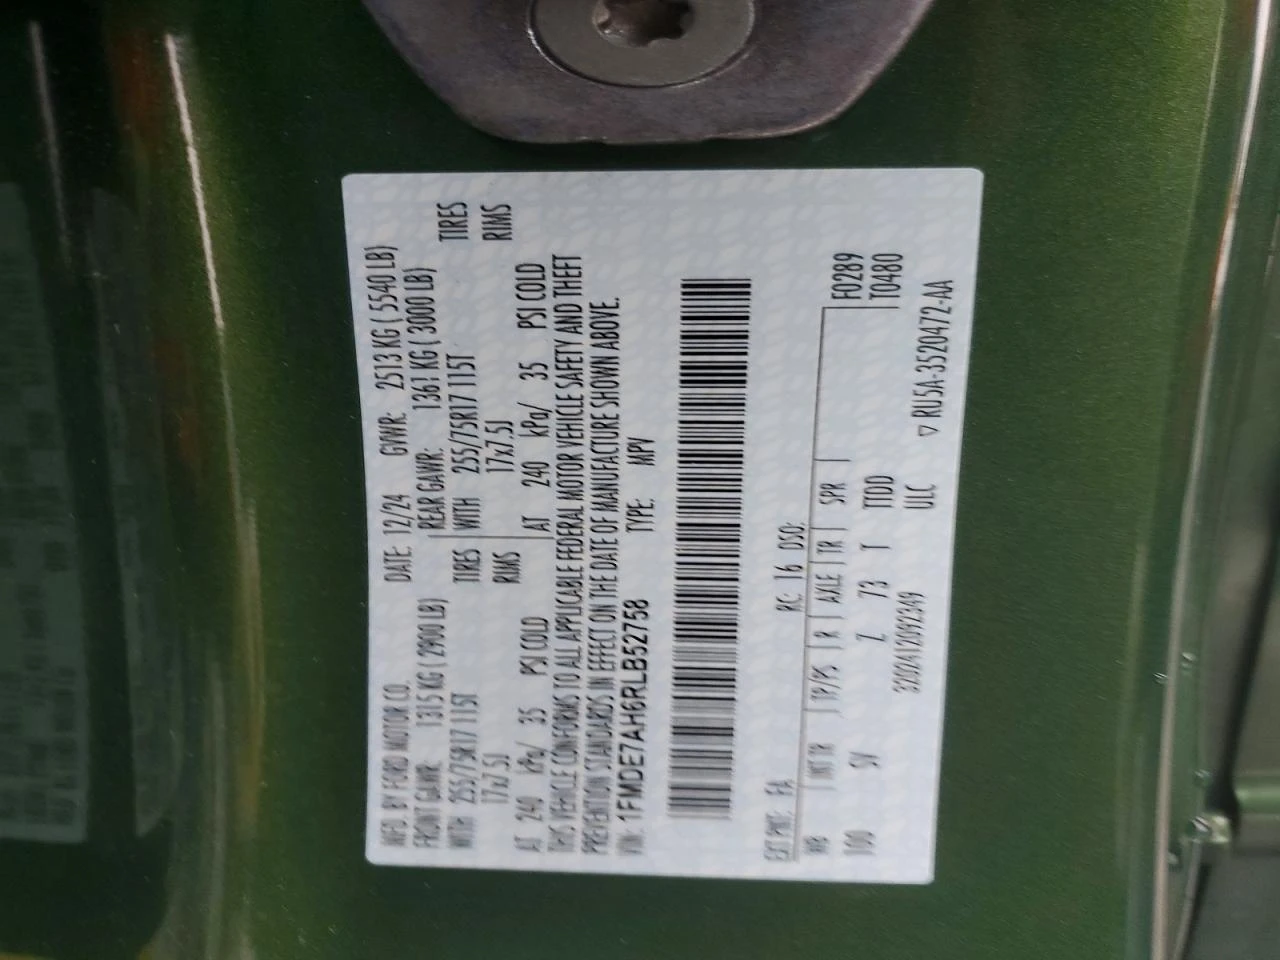 MFD. BY FORD MOTOR CO. DATE: 12/24 GVWR: 2513 KG ( 5540 LB)
FRONT GAWR: 1315 KG ( 2900 LB) REAR GAWR: 1361 KG ( 3000 LB)
WITH 255/75R17 115T TIRES WITH 255/75R17 115T TIRES
17x7.5J RIMS 17x7.5J RIMS
AT 240 kPa/ 35 PSI COLD AT 240 kPa/ 35 PSI COLD
THIS VEHICLE CONFORMS TO ALL APPLICABLE FEDERAL MOTOR VEHICLE SAFETY AND THEFT
PREVENTION STANDARDS IN EFFECT ON THE DATE OF MANUFACTURE SHOWN ABOVE.
VIN: 1FMDE7AH6RLB52758 TYPE: MPV
EXT PNT: FA RC: 16 DSO:
WB INT TR TP/PS R AXLE TR SPR F0289
100 SV Z 73 T TTDD T0480
320241209 2349 ULC
▽ RU5A-3520472-AA